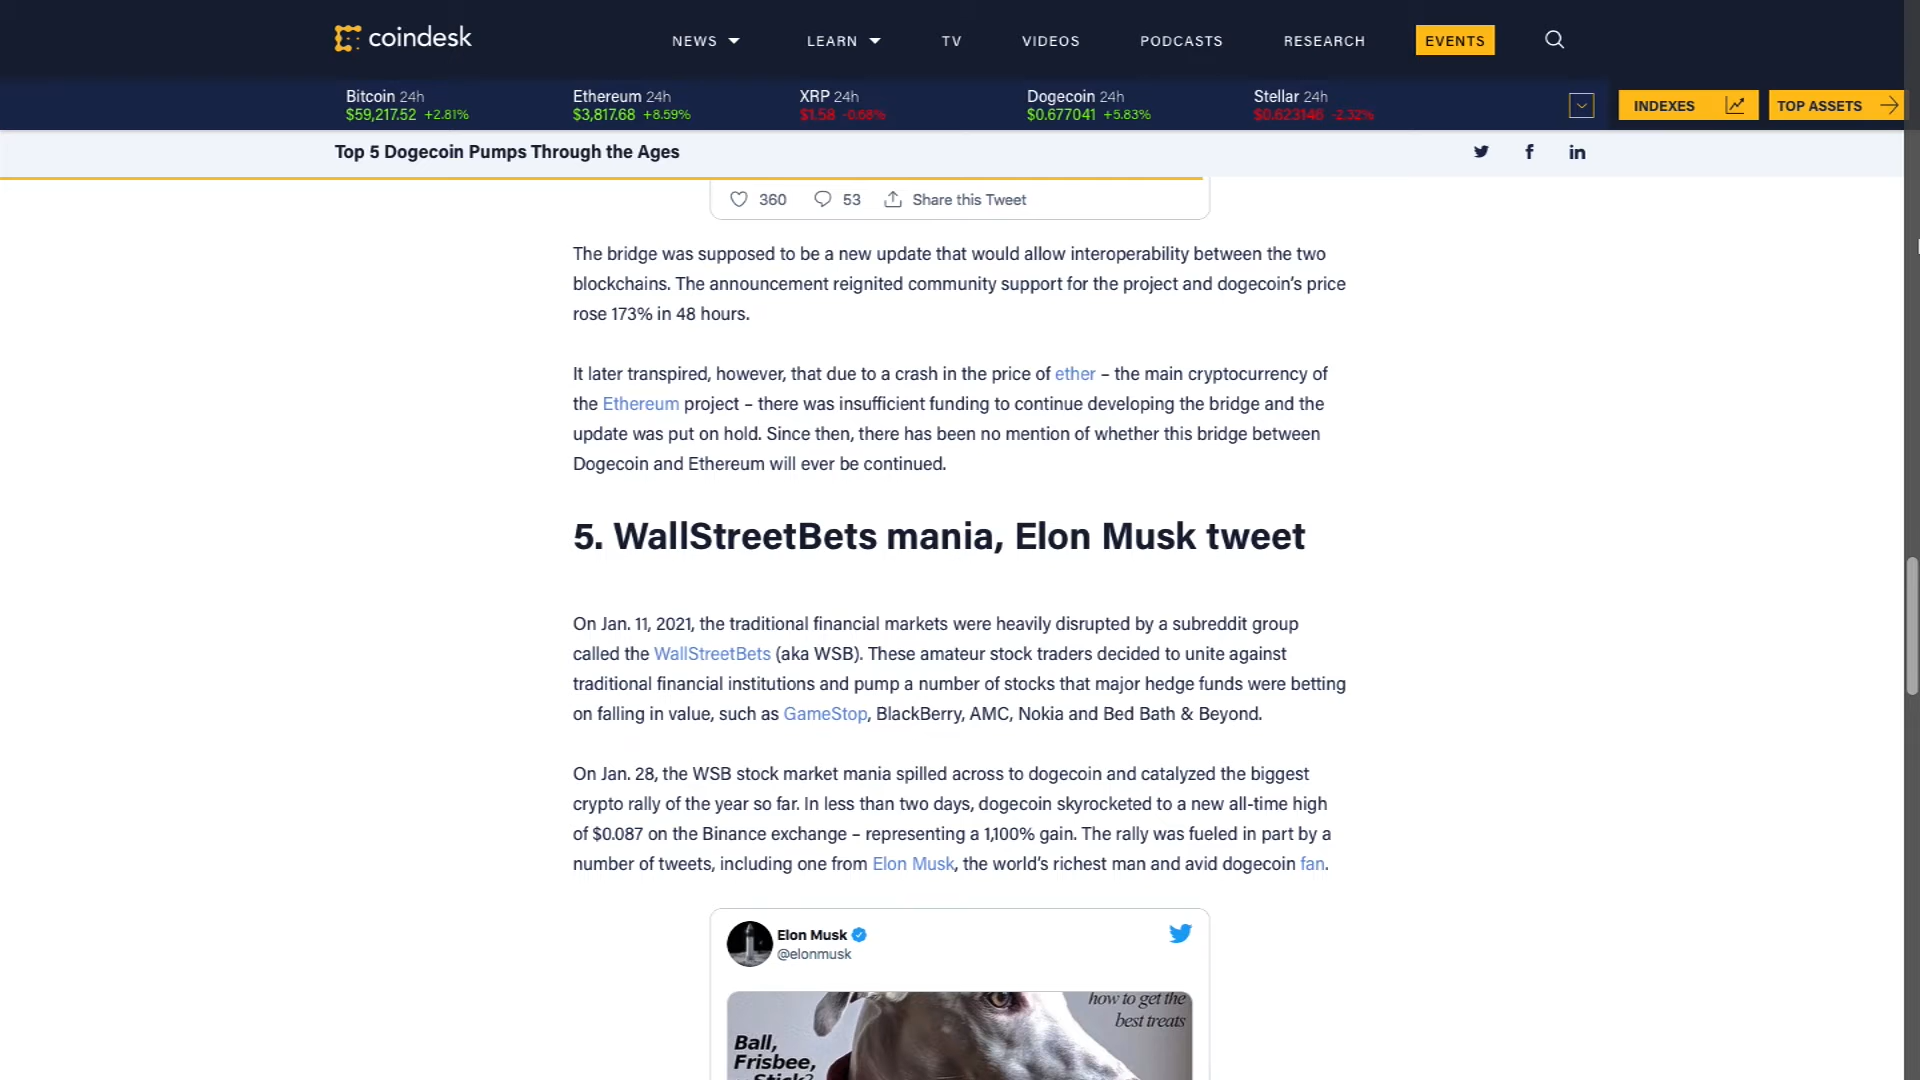 coindesk
NEWS
LEARN
TV
VIDEOS
PODCASTS
RESEARCH
EVENTS
Bitcoin 24h
$59,217.52 +2.81%
Ethereum 24h
$3,817.68 +8.59%
XRP 24h
$1.58 -0.68%
Dogecoin 24h
$0.677041 +5.83%
Stellar 24h
$0.623146 -2.32%
INDEXES
TOP ASSETS
Top 5 Dogecoin Pumps Through the Ages
360 53 Share this Tweet
The bridge was supposed to be a new update that would allow interoperability between the two
blockchains. The announcement reignited community support for the project and dogecoin’s price
rose 173% in 48 hours.
It later transpired, however, that due to a crash in the price of ether – the main cryptocurrency of
the Ethereum project – there was insufficient funding to continue developing the bridge and the
update was put on hold. Since then, there has been no mention of whether this bridge between
Dogecoin and Ethereum will ever be continued.
5. WallStreetBets mania, Elon Musk tweet
On Jan. 11, 2021, the traditional financial markets were heavily disrupted by a subreddit group
called the WallStreetBets (aka WSB). These amateur stock traders decided to unite against
traditional financial institutions and pump a number of stocks that major hedge funds were betting
on falling in value, such as GameStop, BlackBerry, AMC, Nokia and Bed Bath & Beyond.
On Jan. 28, the WSB stock market mania spilled across to dogecoin and catalyzed the biggest
crypto rally of the year so far. In less than two days, dogecoin skyrocketed to a new all-time high
of $0.087 on the Binance exchange – representing a 1,100% gain. The rally was fueled in part by a
number of tweets, including one from Elon Musk, the world’s richest man and avid dogecoin fan.
Elon Musk
@elonmusk
how to get the
best treats
Ball,
Frisbee,